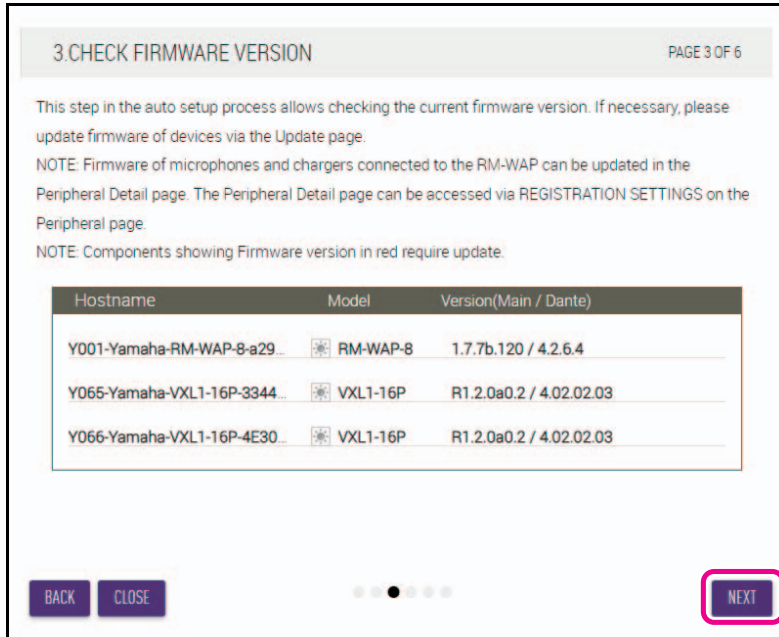 3.CHECK FIRMWARE VERSION PAGE 3 OF 6
This step in the auto setup process allows checking the current firmware version. If necessary, please
update firmware of devices via the Update page.
NOTE: Firmware of microphones and chargers connected to the RM-WAP can be updated in the
Peripheral Detail page. The Peripheral Detail page can be accessed via REGISTRATION SETTINGS on the
Peripheral page.
NOTE: Components showing Firmware version in red require update.
Hostname Model Version(Main / Dante)
Y001-Yamaha-RM-WAP-8-a29... RM-WAP-8 1.7.7b.120 / 4.2.6.4
Y065-Yamaha-VXL1-16P-3344... VXL1-16P R1.2.0a0.2 / 4.02.02.03
Y066-Yamaha-VXL1-16P-4E30... VXL1-16P R1.2.0a0.2 / 4.02.02.03
BACK CLOSE NEXT